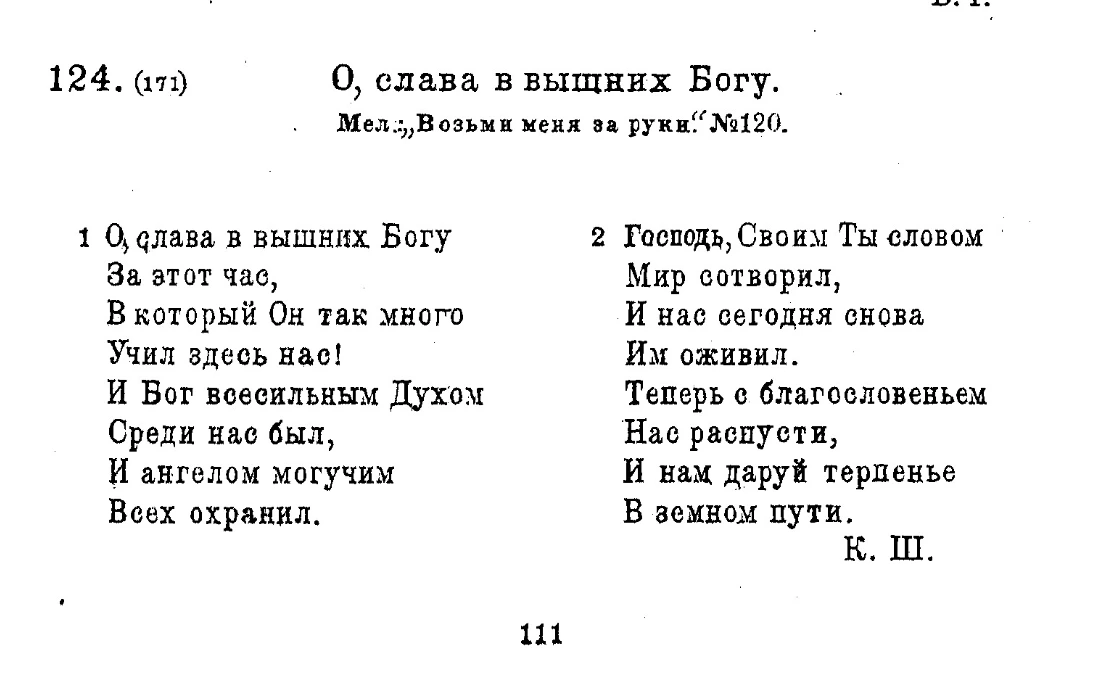 124. (171) О, слава в вышних Богу.
Мел.: „Возьми меня за руки.“ №120.
1 О, слава в вышних Богу
За этот час,
В который Он так много
Учил здесь нас!
И Бог всесильным Духом
Среди нас был,
И ангелом могучим
Всех охранил.
2 Господь, Своим Ты словом
Мир сотворил,
И нас сегодня снова
Им оживил.
Теперь с благословеньем
Нас распусти,
И нам даруй терпенье
В земном пути.
К. Ш.
111